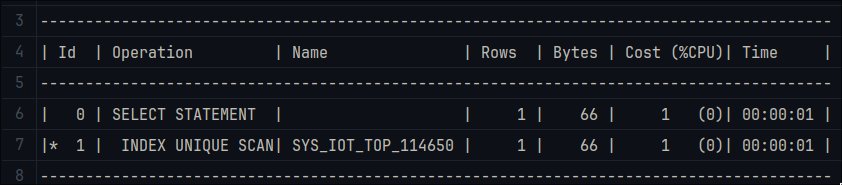 3 ----------------------------------------------------------------------------------------
4 | Id  | Operation         | Name               | Rows  | Bytes | Cost (%CPU)| Time     |
5 ----------------------------------------------------------------------------------------
6 |   0 | SELECT STATEMENT  |                    |     1 |    66 |     1   (0)| 00:00:01 |
7 |*  1 |  INDEX UNIQUE SCAN| SYS_IOT_TOP_114650 |     1 |    66 |     1   (0)| 00:00:01 |
8 ----------------------------------------------------------------------------------------